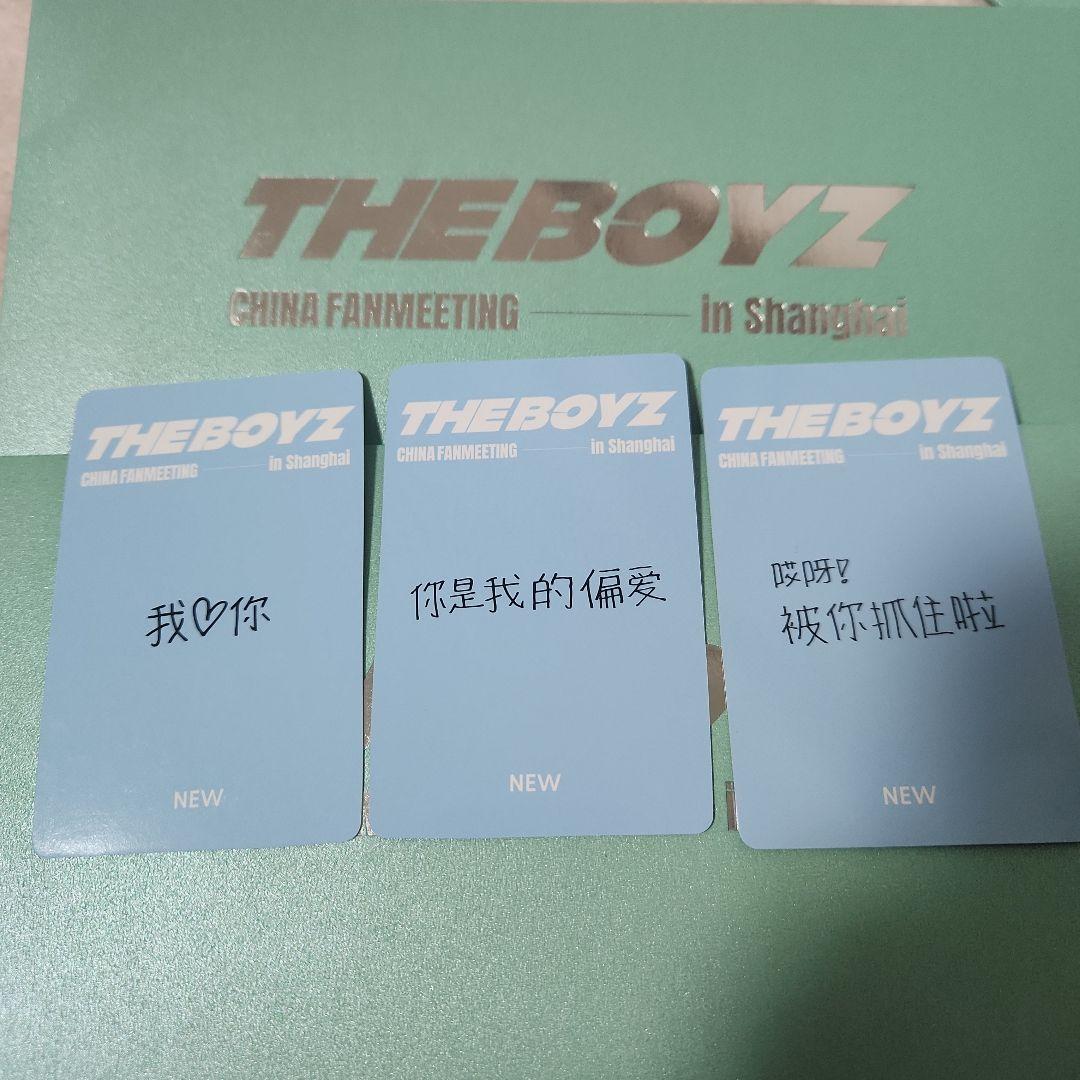 THEBOYZ
CHINA FANMEETING in Shanghai
THEBOYZ
CHINA FANMEETING in Shanghai
我♡你
NEW
THEBOYZ
CHINA FANMEETING in Shanghai
你是我的偏爱
NEW
THEBOYZ
CHINA FANMEETING in Shanghai
哎呀!
被你抓住啦
NEW